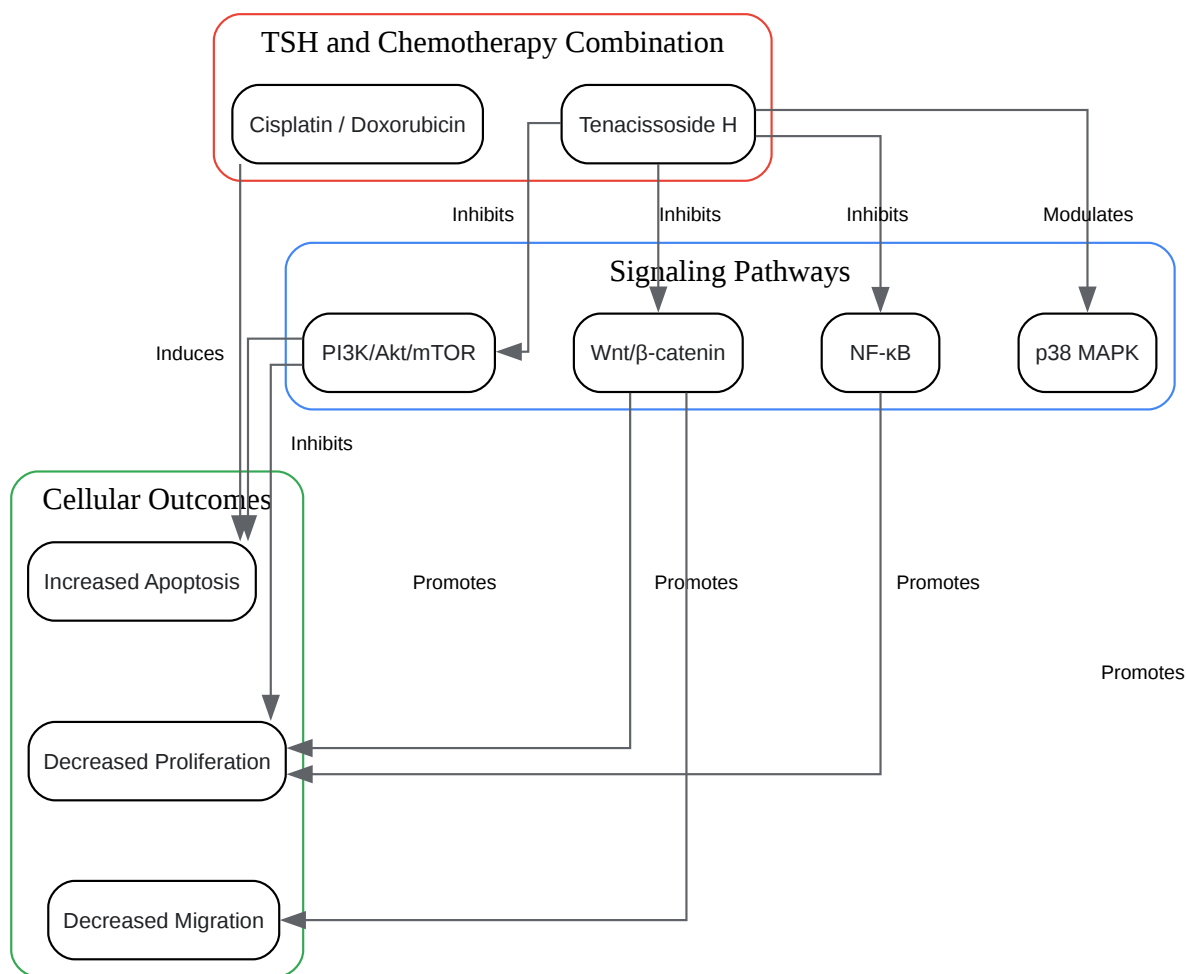 TSH and Chemotherapy Combination
Cisplatin / Doxorubicin
Tenacissoside H
Inhibits
Inhibits
Inhibits
Modulates
Signaling Pathways
PI3K/Akt/mTOR
Wnt/β-catenin
NF-κB
p38 MAPK
Induces
Inhibits
Cellular Outcomes
Increased Apoptosis
Promotes
Promotes
Promotes
Promotes
Decreased Proliferation
Decreased Migration